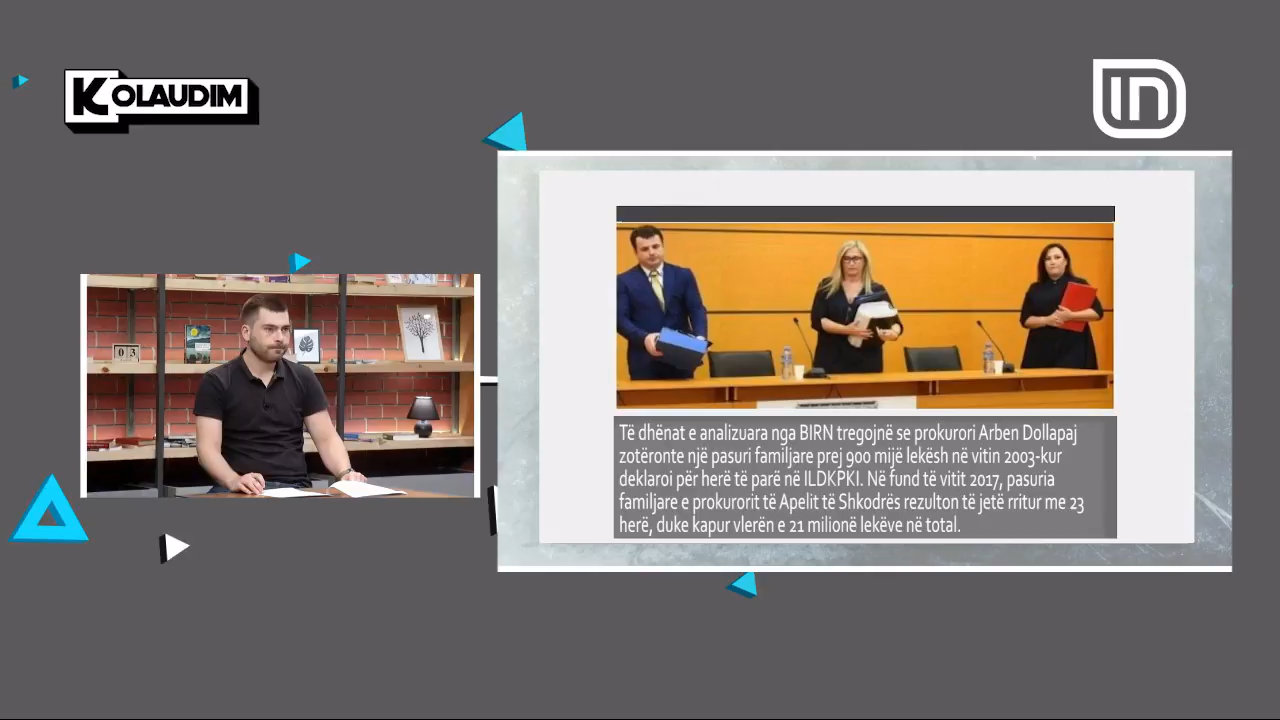 KOLAUDIM
IN
03
Të dhënat e analizuara nga BIRN tregojnë se prokurori Arben Dollapaj
zotëronte një pasuri familjare prej 900 mijë lekësh në vitin 2003-kur
deklaroi për herë të parë në ILDKPKI. Në fund të vitit 2017, pasuria
familjare e prokurorit të Apelit të Shkodrës rezulton të jetë rritur me 23
herë, duke kapur vlerën e 21 milionë lekëve në total.